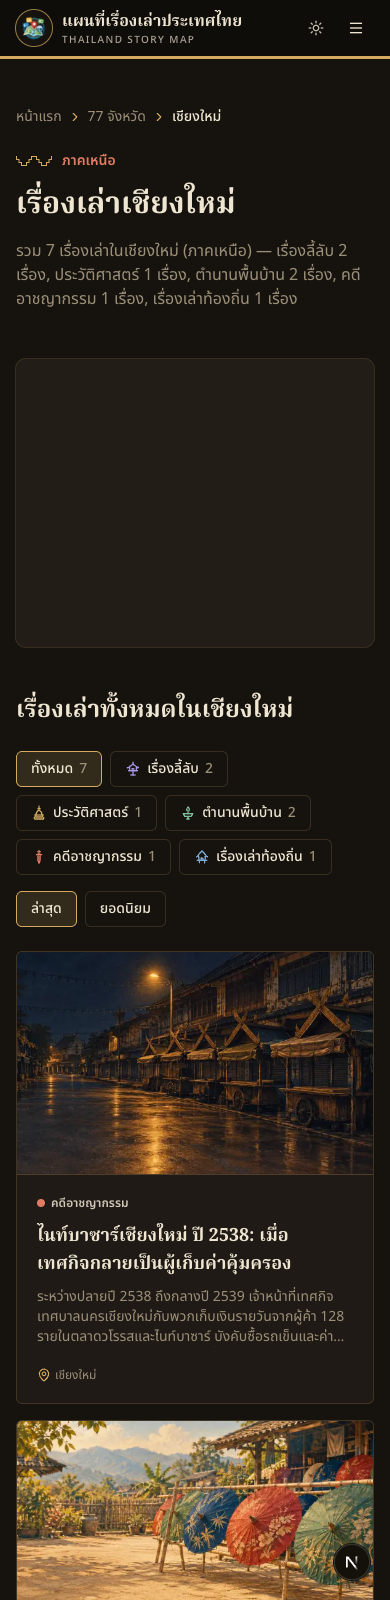 แผนที่เรื่องเล่าประเทศไทย
THAILAND STORY MAP
หน้าแรก > 77 จังหวัด > เชียงใหม่
ภาคเหนือ
เรื่องเล่าเชียงใหม่
รวม 7 เรื่องเล่าในเชียงใหม่ (ภาคเหนือ) — เรื่องลี้ลับ 2
เรื่อง, ประวัติศาสตร์ 1 เรื่อง, ตำนานพื้นบ้าน 2 เรื่อง, คดี
อาชญากรรม 1 เรื่อง, เรื่องเล่าท้องถิ่น 1 เรื่อง
เรื่องเล่าทั้งหมดในเชียงใหม่
ทั้งหมด 7 เรื่องลี้ลับ 2
ประวัติศาสตร์ 1 ตำนานพื้นบ้าน 2
คดีอาชญากรรม 1 เรื่องเล่าท้องถิ่น 1
ล่าสุด ยอดนิยม
คดีอาชญากรรม
ไนท์บาซาร์เชียงใหม่ ปี 2538: เมื่อ
เทศกิจกลายเป็นผู้เก็บค่าคุ้มครอง
ระหว่างปลายปี 2538 ถึงกลางปี 2539 เจ้าหน้าที่เทศกิจ
เทศบาลนครเชียงใหม่กับพวกเก็บเงินรายวันจากผู้ค้า 128
รายในตลาดวโรรสและไนท์บาซาร์ บังคับซื้อรถเข็นและค่า...
เชียงใหม่
N